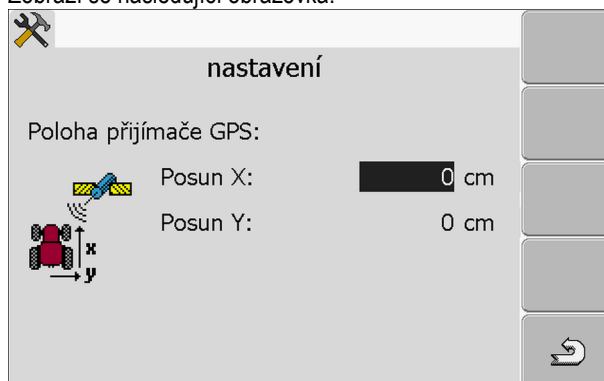 Zobrazí se následující obrazovka:
nastavení
Poloha přijímače GPS:
Posun X: 0 cm
Posun Y: 0 cm
x
y